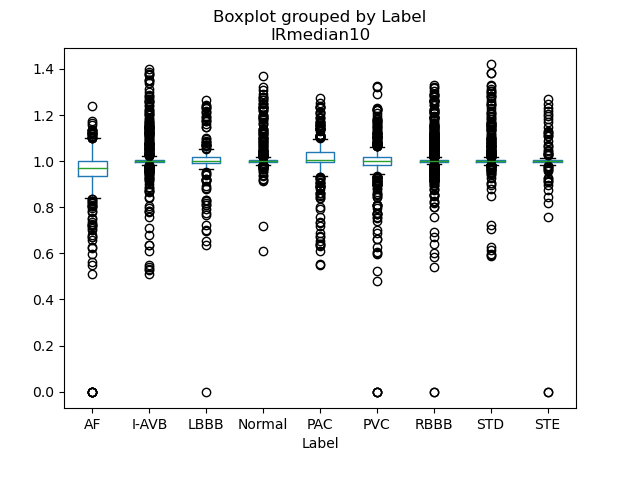 Boxplot grouped by Label
IRmedian10
1.4
1.2
1.0
0.8
0.6
0.4
0.2
0.0
AF I-AVB LBBB Normal PAC PVC RBBB STD STE
Label